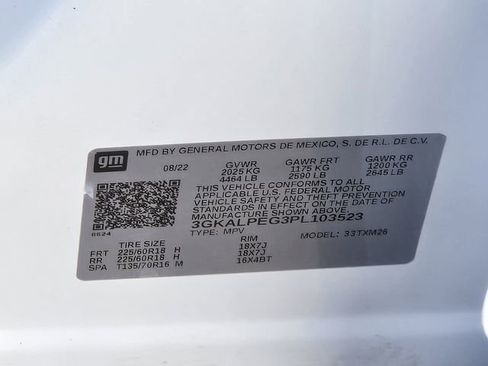 gm
MFD BY GENERAL MOTORS DE MEXICO, S. DE R.L. DE C.V.
08/22 GVWR GAWR FRT GAWR RR
2025 KG 1175 KG 1200 KG
4464 LB 2590 LB 2645 LB
THIS VEHICLE CONFORMS TO ALL
APPLICABLE U.S. FEDERAL MOTOR
VEHICLE SAFETY AND THEFT PREVENTION
STANDARDS IN EFFECT ON THE DATE OF
MANUFACTURE SHOWN ABOVE.
3GKALPEG3PL103523
6524
TYPE: MPV MODEL: 33TXM26
TIRE SIZE RIM
FRT 225/60R18 H 18X7J
RR 225/60R18 H 18X7J
SPA T135/70R16 M 16X4BT